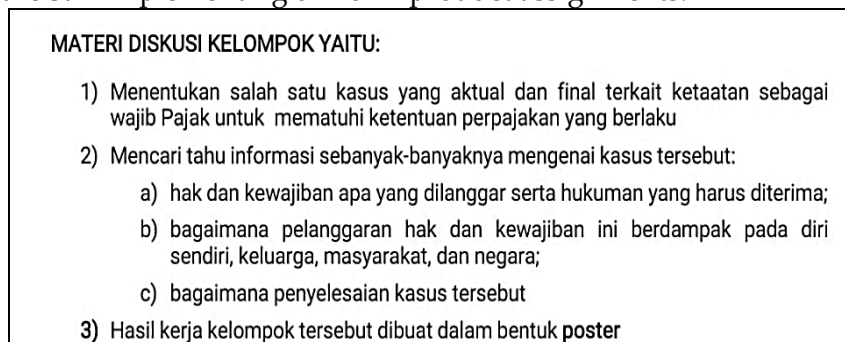 MATERI DISKUSI KELOMPOK YAITU:
1) Menentukan salah satu kasus yang aktual dan final terkait ketaatan sebagai
wajib Pajak untuk mematuhi ketentuan perpajakan yang berlaku
2) Mencari tahu informasi sebanyak-banyaknya mengenai kasus tersebut:
a) hak dan kewajiban apa yang dilanggar serta hukuman yang harus diterima;
b) bagaimana pelanggaran hak dan kewajiban ini berdampak pada diri
sendiri, keluarga, masyarakat, dan negara;
c) bagaimana penyelesaian kasus tersebut
3) Hasil kerja kelompok tersebut dibuat dalam bentuk poster